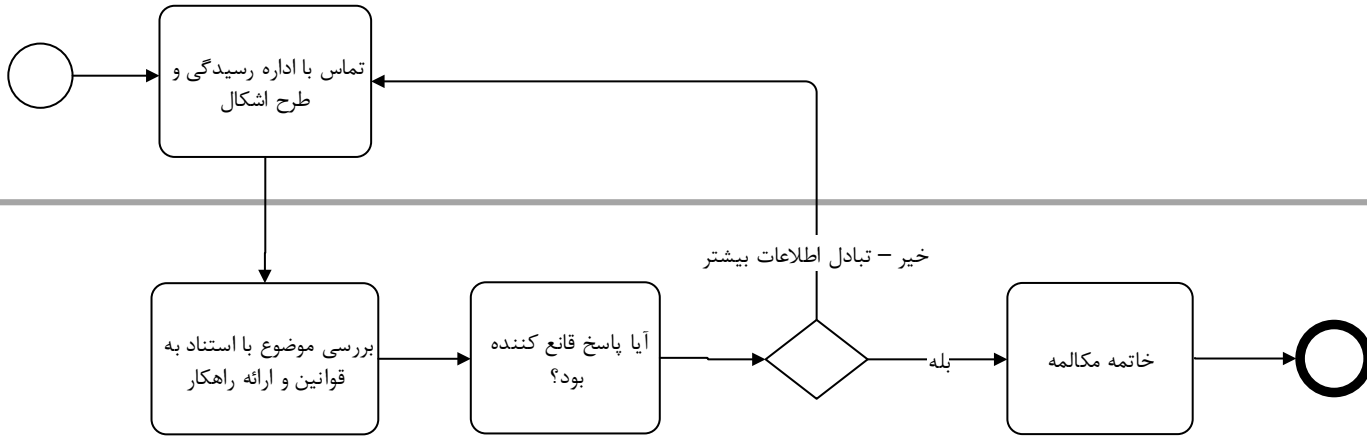 تماس با اداره رسیدگی و
طرح اشکال
خیر – تبادل اطلاعات بیشتر
بررسی موضوع با استناد به
قوانین و ارائه راهکار
آیا پاسخ قانع کننده
بود؟
بله
خاتمه مکالمه